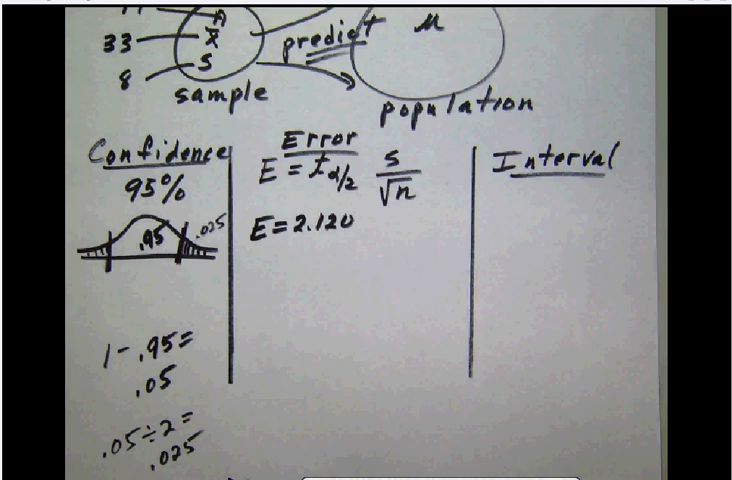 n
33 x̄
predict
μ
8 s
sample
population
Confidence
95%
.95 .025
1 - .95 =
.05
.05 ÷ 2 =
.025
Error
E = t α/2 s/√n
E = 2.120
Interval